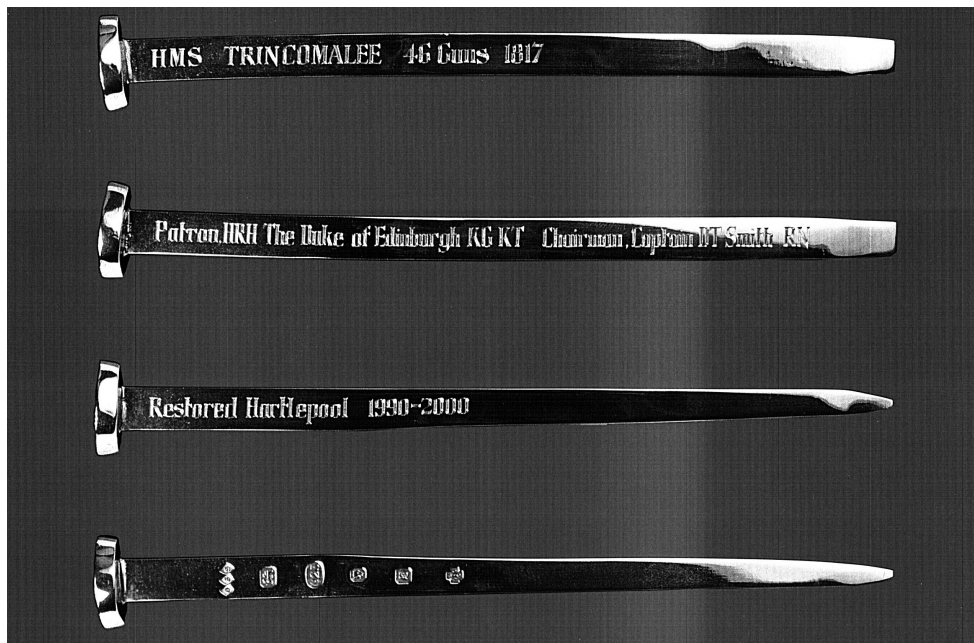 HMS TRINCOMALEE 46 Guns 1817
Patron, HRH The Duke of Edinburgh KG KT Chairman, Captain DT Smith RN
Restored Hartlepool 1990-2000